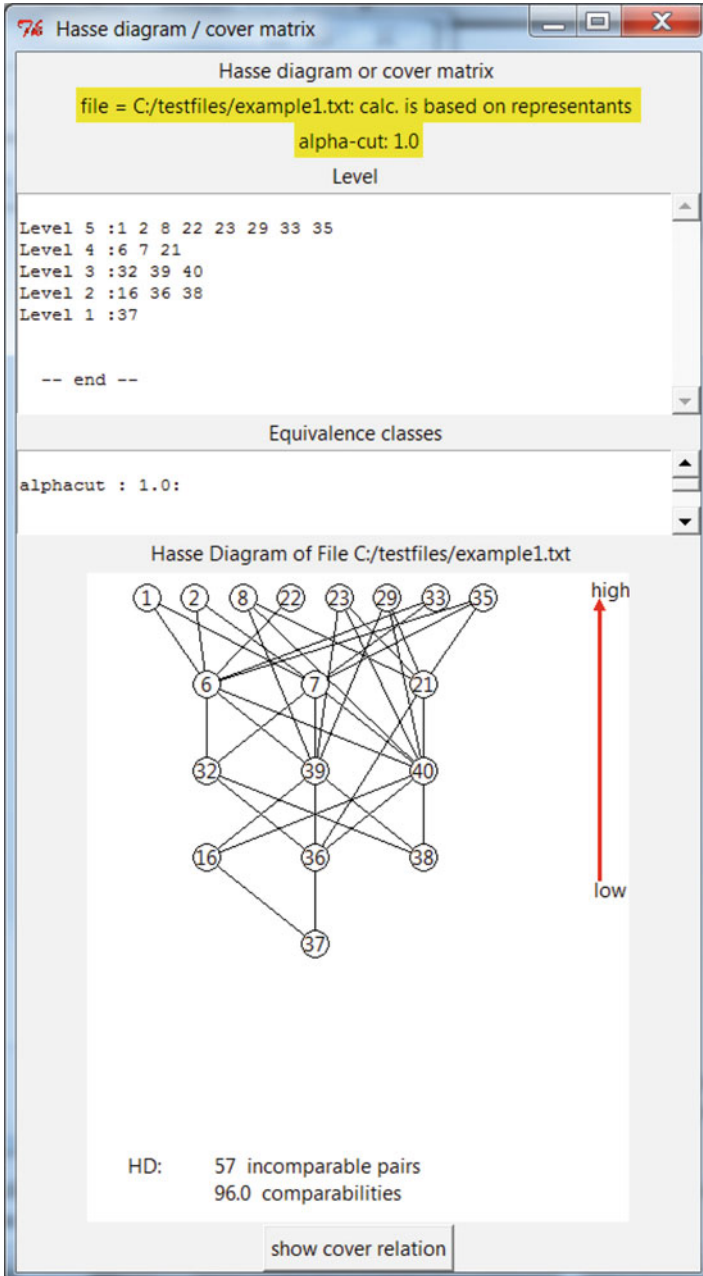 Hasse diagram / cover matrix
Hasse diagram or cover matrix
file = C:/testfiles/example1.txt: calc. is based on representants
alpha-cut: 1.0
Level
Level 5 :1 2 8 22 23 29 33 35
Level 4 :6 7 21
Level 3 :32 39 40
Level 2 :16 36 38
Level 1 :37
-- end --
Equivalence classes
alphacut : 1.0:
Hasse Diagram of File C:/testfiles/example1.txt
1 2 8 22 23 29 33 35 high
6 7 21
32 39 40
16 36 38
low
37
HD: 57 incomparable pairs
96.0 comparabilities
show cover relation